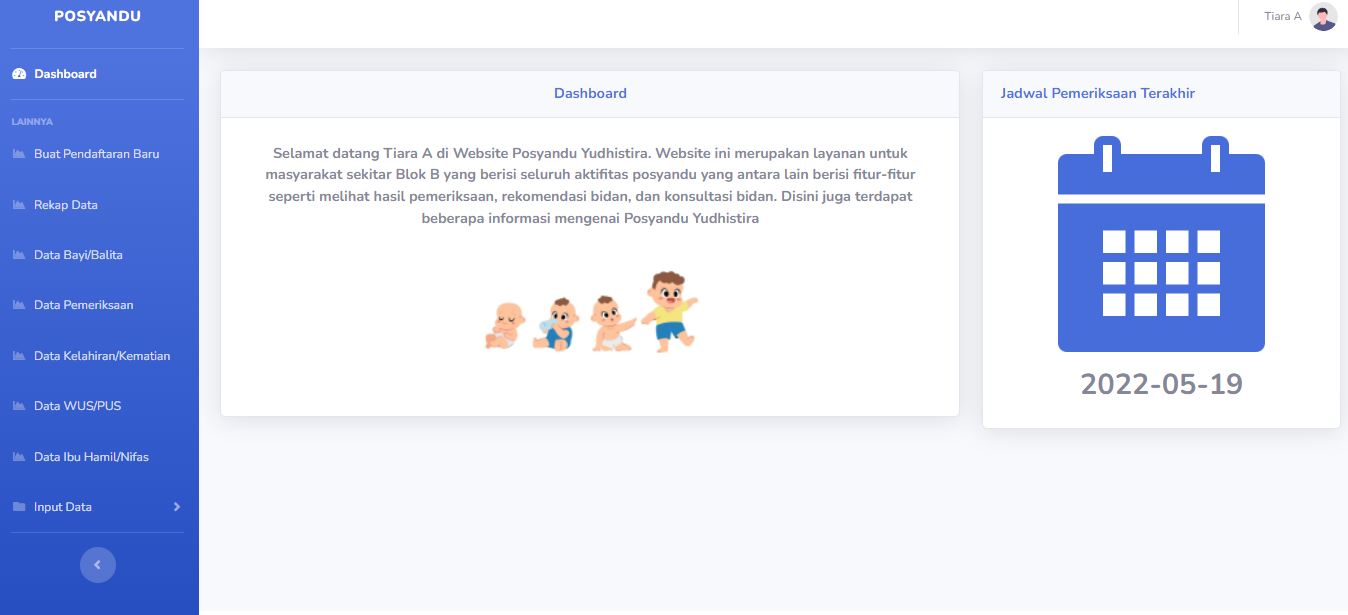 POSYANDU
Tiara A
Dashboard
LAINNYA
Buat Pendaftaran Baru
Rekap Data
Data Bayi/Balita
Data Pemeriksaan
Data Kelahiran/Kematian
Data WUS/PUS
Data Ibu Hamil/Nifas
Input Data
Dashboard
Selamat datang Tiara A di Website Posyandu Yudhistira. Website ini merupakan layanan untuk
masyarakat sekitar Blok B yang berisi seluruh aktifitas posyandu yang antara lain berisi fitur-fitur
seperti melihat hasil pemeriksaan, rekomendasi bidan, dan konsultasi bidan. Disini juga terdapat
beberapa informasi mengenai Posyandu Yudhistira
Jadwal Pemeriksaan Terakhir
2022-05-19